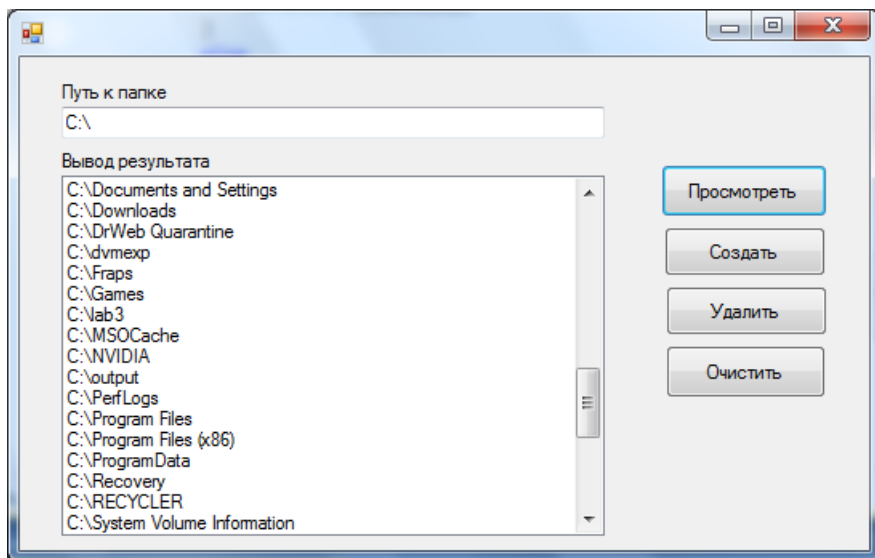 Путь к папке
C:\
Вывод результата
C:\Documents and Settings
C:\Downloads
C:\DrWeb Quarantine
C:\dvmexp
C:\Fraps
C:\Games
C:\lab3
C:\MSOCache
C:\NVIDIA
C:\output
C:\PerfLogs
C:\Program Files
C:\Program Files (x86)
C:\ProgramData
C:\Recovery
C:\RECYCLER
C:\System Volume Information
Просмотреть
Создать
Удалить
Очистить